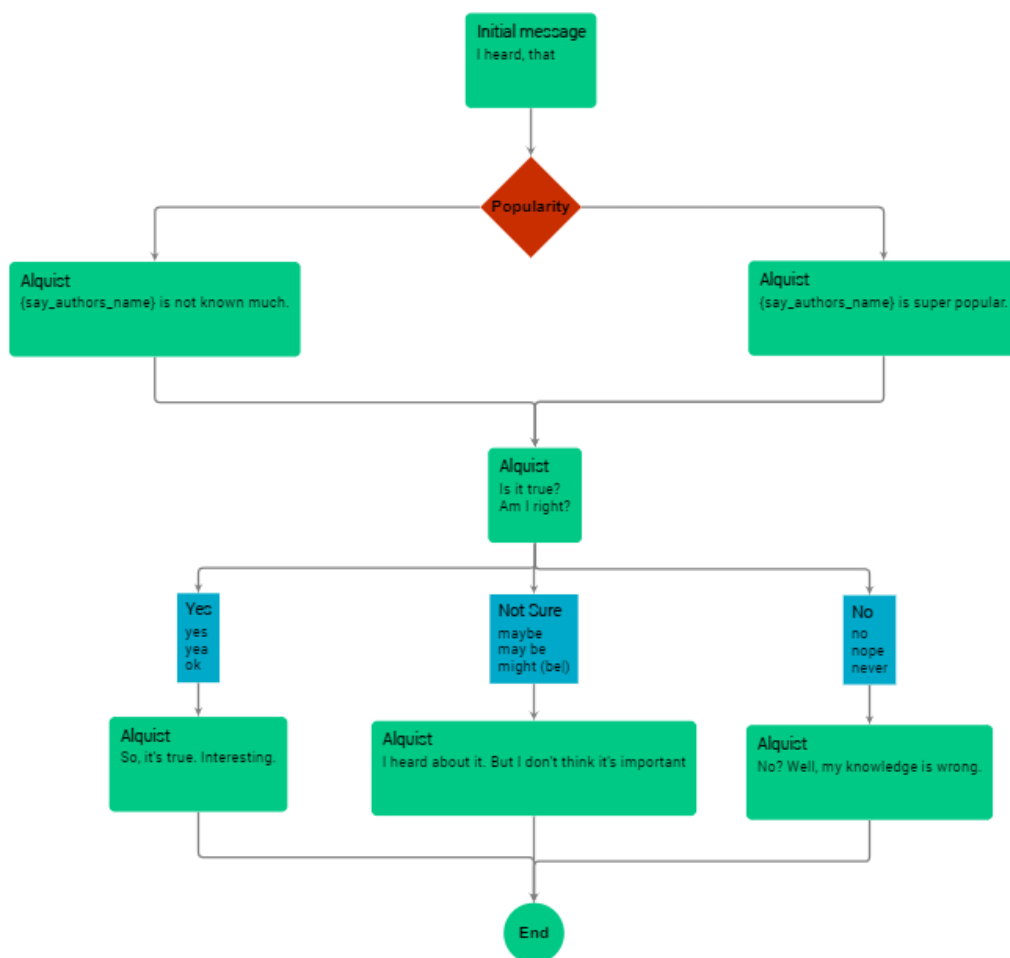 Initial message
I heard, that
Popularity
Alquist
{say_authors_name} is not known much.
Alquist
{say_authors_name} is super popular.
Alquist
Is it true?
Am I right?
Yes
yes
yea
ok
Not Sure
maybe
may be
might (be|)
No
no
nope
never
Alquist
So, it's true. Interesting.
Alquist
I heard about it. But I don't think it's important
Alquist
No? Well, my knowledge is wrong.
End